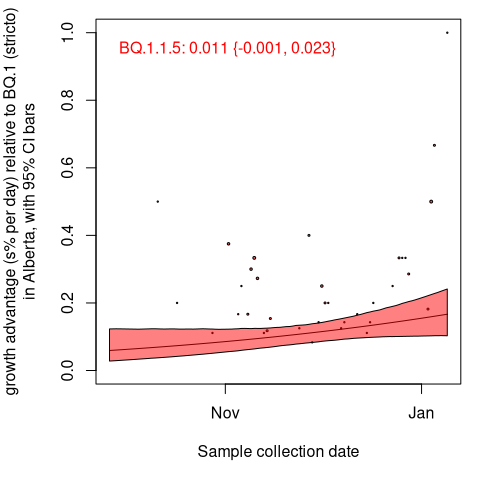 growth advantage (s% per day) relative to BQ.1 (stricto)
in Alberta, with 95% CI bars
BQ.1.1.5: 0.011 {-0.001, 0.023}
1.0
0.8
0.6
0.4
0.2
0.0
Nov Jan
Sample collection date